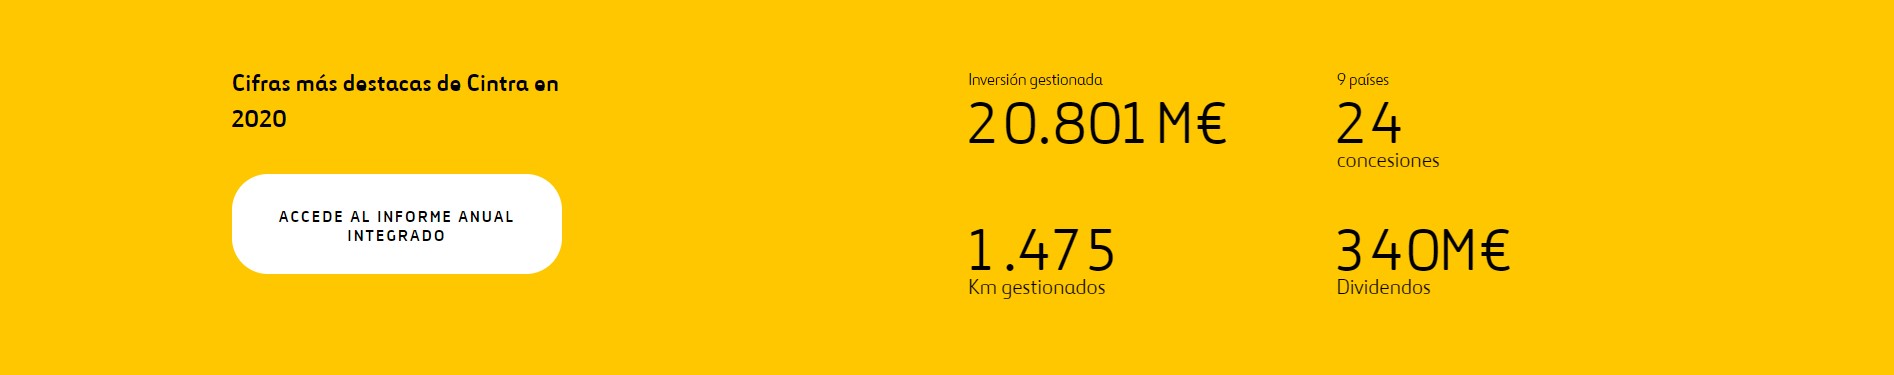 Cifras más destacas de Cintra en
2020
ACCEDE AL INFORME ANUAL
INTEGRADO
Inversión gestionada
20.801 M€
9 países
24
concesiones
1.475
Km gestionados
340M€
Dividendos